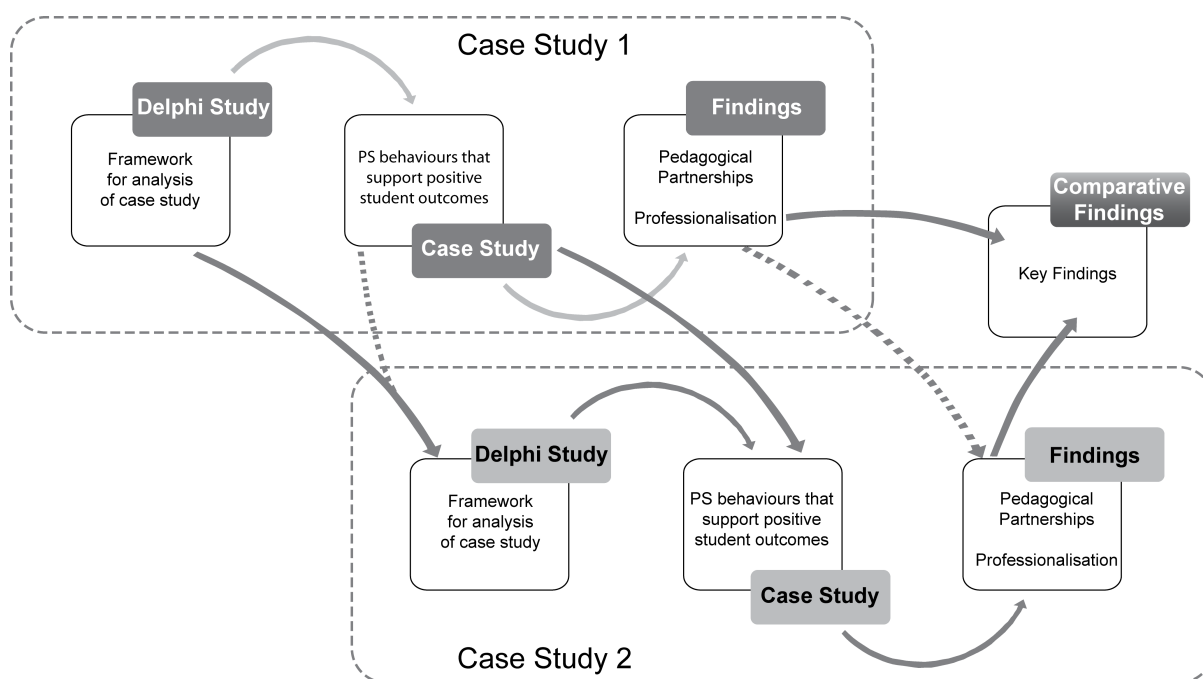 Case Study 1
Delphi Study
Framework
for analysis
of case study
PS behaviours that
support positive
student outcomes
Case Study
Findings
Pedagogical
Partnerships
Professionalisation
Comparative
Findings
Key Findings
Delphi Study
Framework
for analysis
of case study
PS behaviours that
support positive
student outcomes
Case Study
Findings
Pedagogical
Partnerships
Professionalisation
Case Study 2